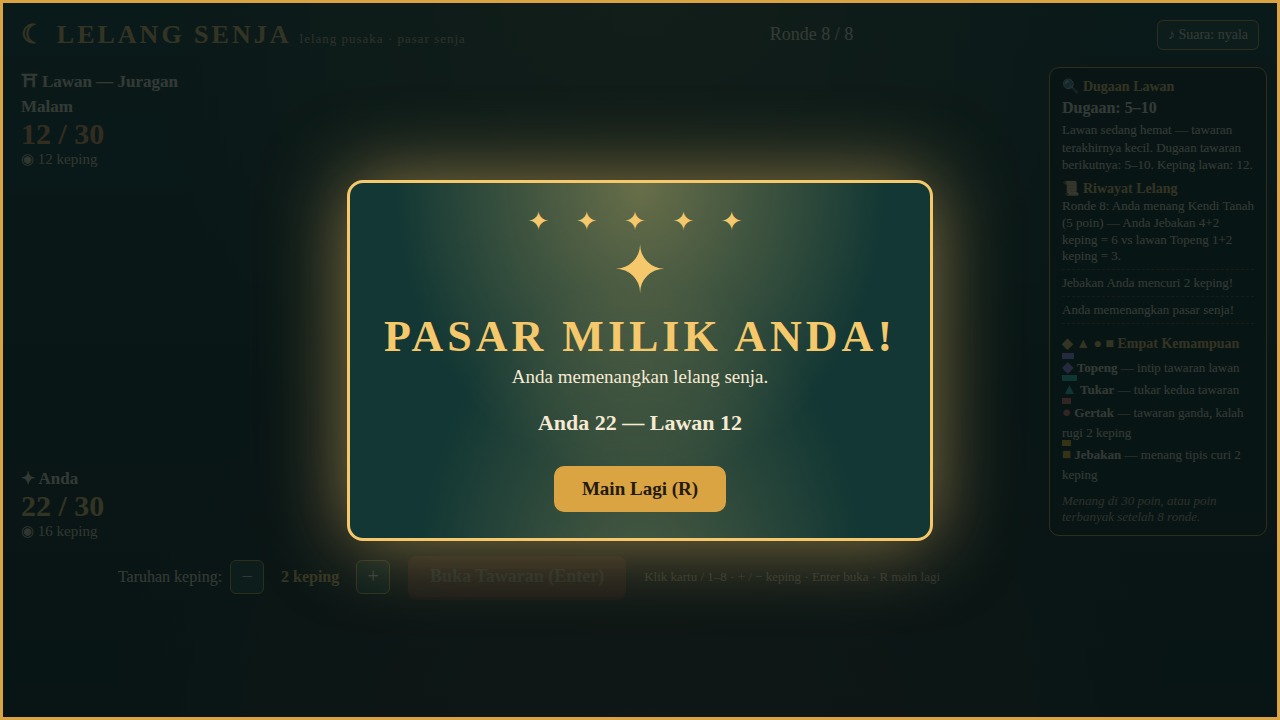 ☾ LELANG SENJA lelang pusaka · pasar senja
Ronde 8 / 8
♪ Suara: nyala
⛩ Lawan — Juragan
Malam
12 / 30
◉ 12 keping
🔍 Dugaan Lawan
Dugaan: 5–10
Lawan sedang hemat — tawaran
terakhirnya kecil. Dugaan tawaran
berikutnya: 5–10. Keping lawan: 12.
📜 Riwayat Lelang
Ronde 8: Anda menang Kendi Tanah
(5 poin) — Anda Jebakan 4+2
keping = 6 vs lawan Topeng 1+2
keping = 3.
Jebakan Anda mencuri 2 keping!
Anda memenangkan pasar senja!
◆ ▲ ● ■ Empat Kemampuan
◆ Topeng — intip tawaran lawan
▲ Tukar — tukar kedua tawaran
● Gertak — tawaran ganda, kalah
rugi 2 keping
■ Jebakan — menang tipis curi 2
keping
Menang di 30 poin, atau poin
terbanyak setelah 8 ronde.
✦ ✦ ✦ ✦ ✦
✦
PASAR MILIK ANDA!
Anda memenangkan lelang senja.
Anda 22 — Lawan 12
Main Lagi (R)
✦ Anda
22 / 30
◉ 16 keping
Taruhan keping: − 2 keping + Buka Tawaran (Enter) Klik kartu / 1–8 · + / − keping · Enter buka · R main lagi